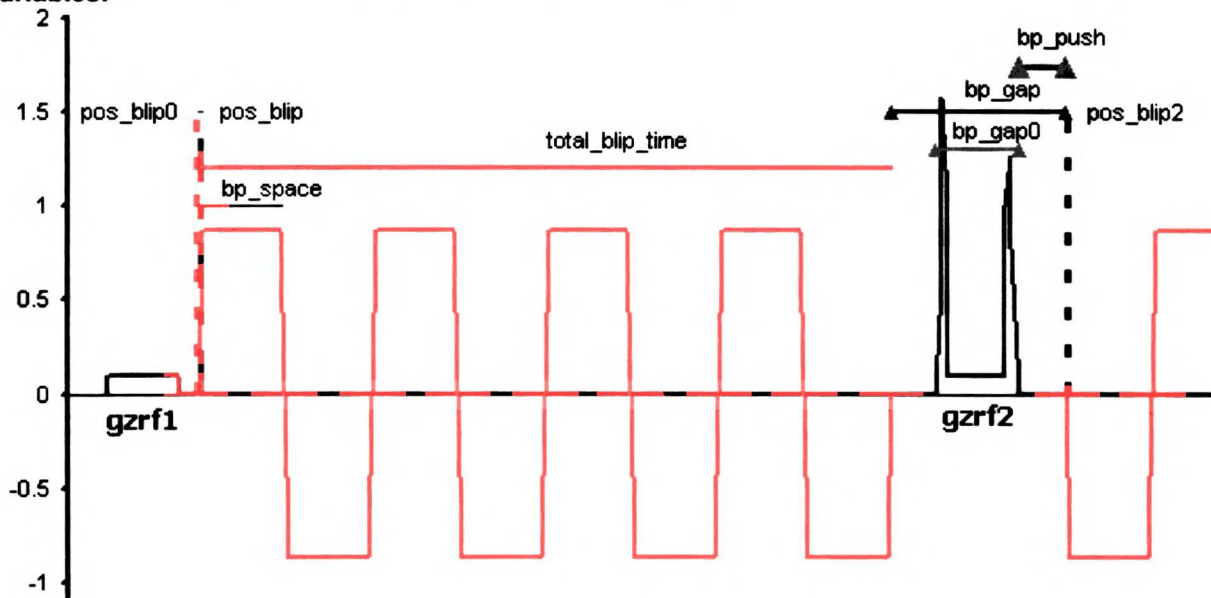 2
bp_push
bp_gap
1.5
pos_blip0 - pos_blip
pos_blip2
total_blip_time
bp_gap0
bp_space
1
0.5
0
gzrf1
gzrf2
-0.5
-1